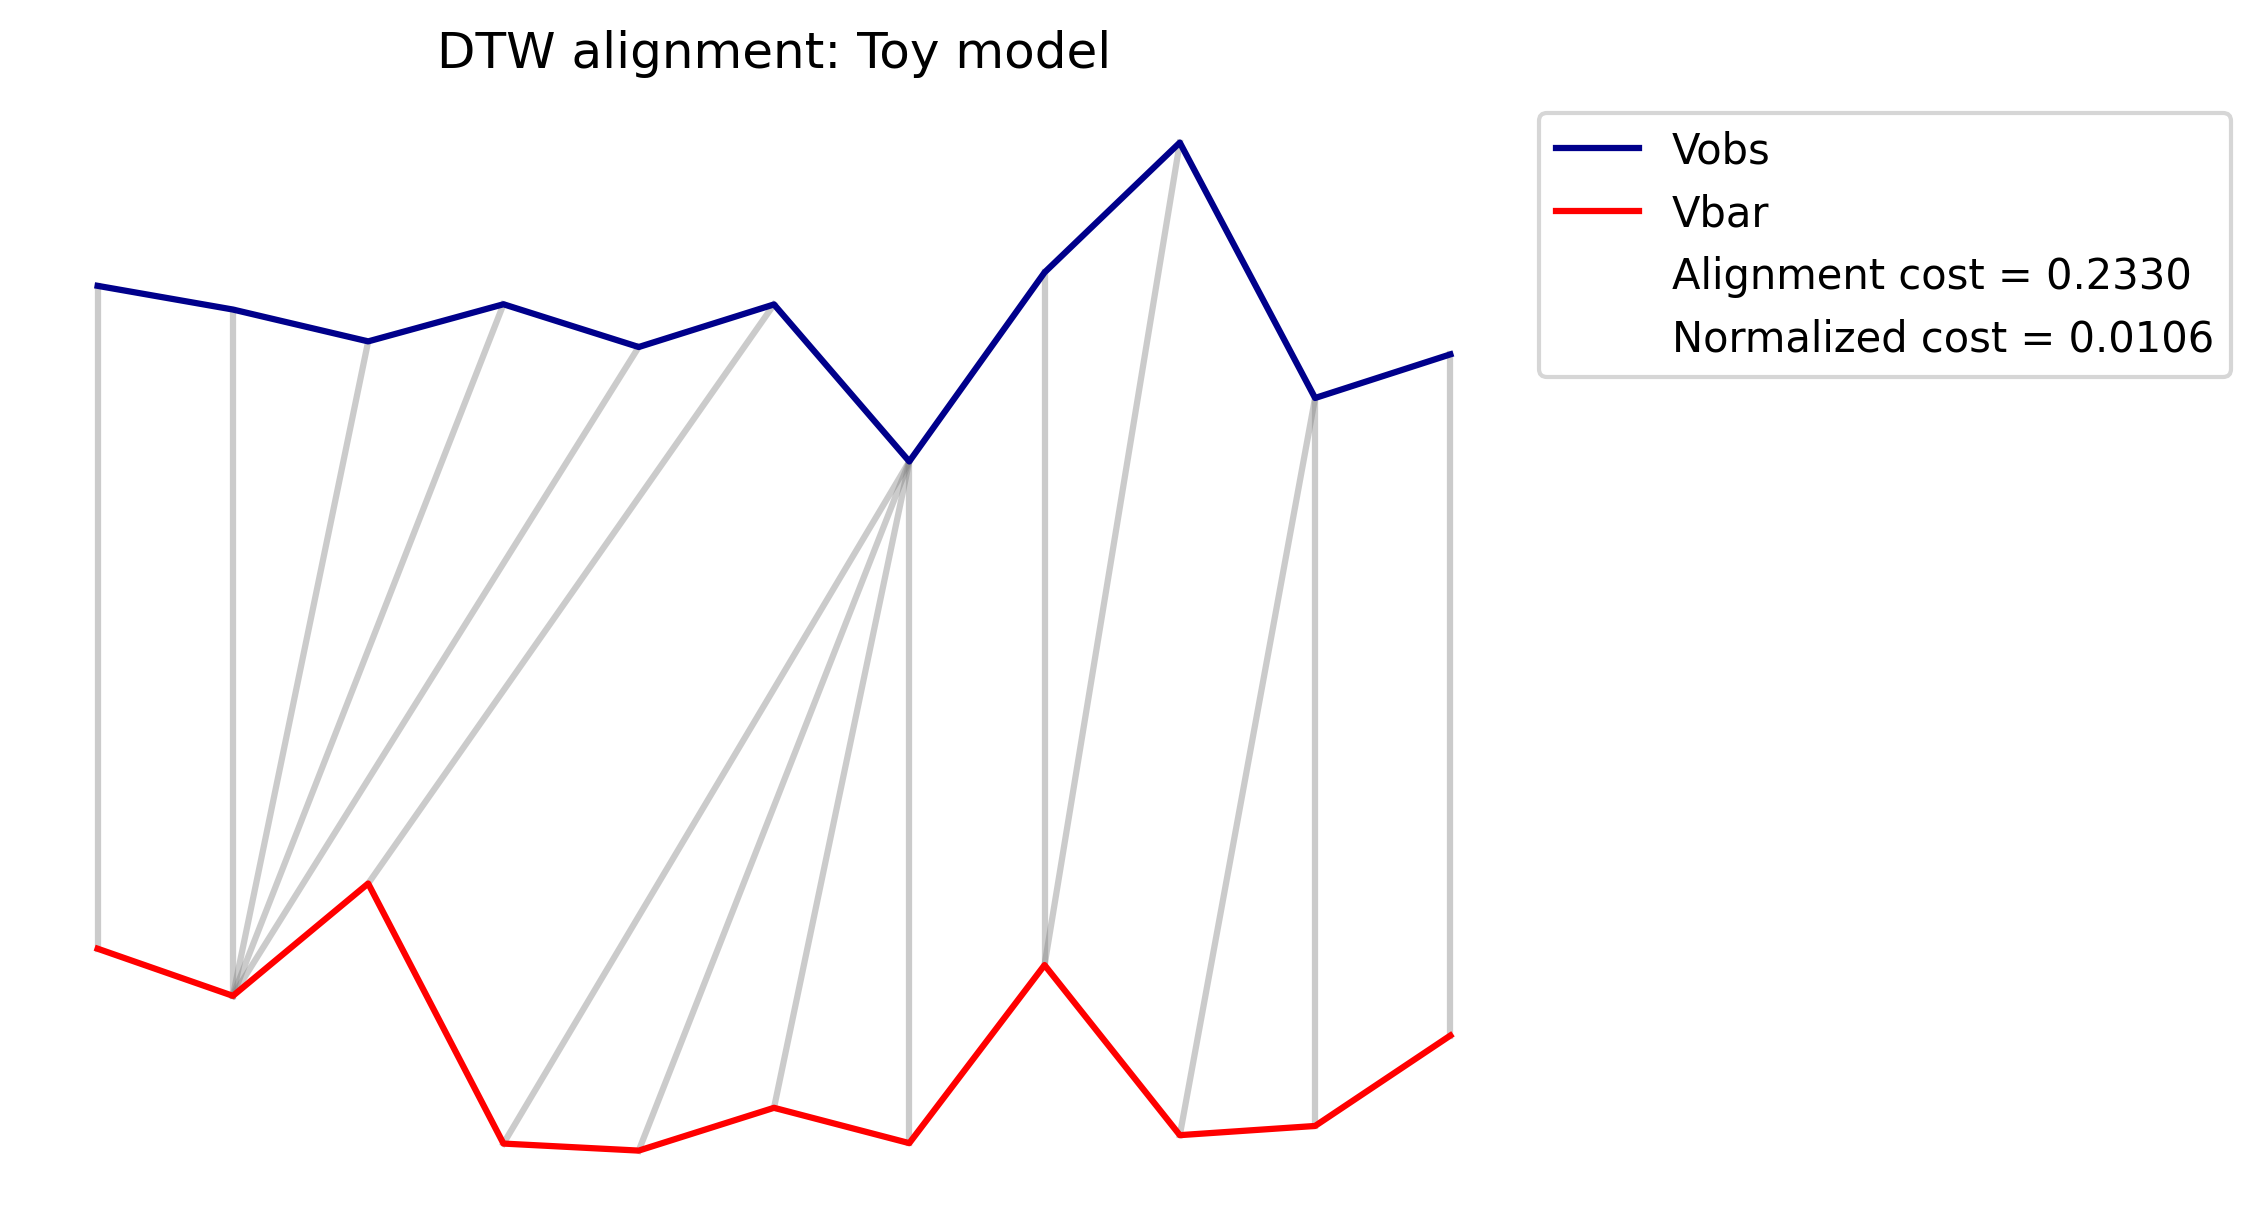 DTW alignment: Toy model
Vobs
Vbar
Alignment cost = 0.2330
Normalized cost = 0.0106